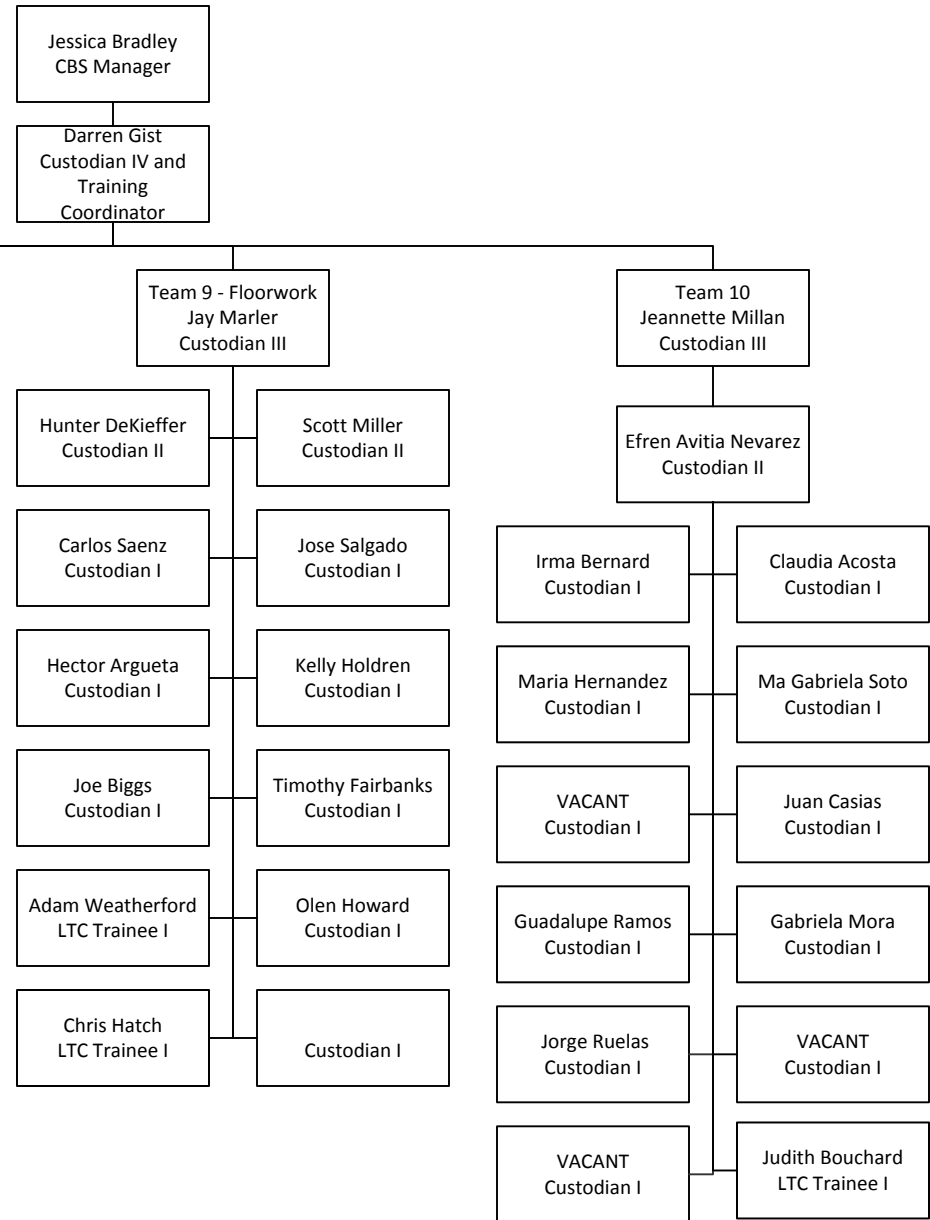 Jessica Bradley
CBS Manager
Darren Gist
Custodian IV and
Training
Coordinator
Team 9 - Floorwork
Jay Marler
Custodian III
Team 10
Jeannette Millan
Custodian III
Hunter DeKieffer
Custodian II
Scott Miller
Custodian II
Efren Avitia Nevarez
Custodian II
Carlos Saenz
Custodian I
Jose Salgado
Custodian I
Irma Bernard
Custodian I
Claudia Acosta
Custodian I
Hector Argueta
Custodian I
Kelly Holdren
Custodian I
Maria Hernandez
Custodian I
Ma Gabriela Soto
Custodian I
Joe Biggs
Custodian I
Timothy Fairbanks
Custodian I
VACANT
Custodian I
Juan Casias
Custodian I
Adam Weatherford
LTC Trainee I
Olen Howard
Custodian I
Guadalupe Ramos
Custodian I
Gabriela Mora
Custodian I
Chris Hatch
LTC Trainee I
Custodian I
Jorge Ruelas
Custodian I
VACANT
Custodian I
VACANT
Custodian I
Judith Bouchard
LTC Trainee I